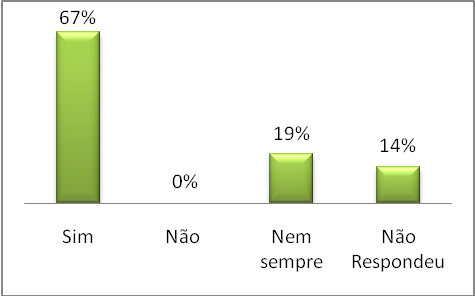 67%
0%
19%
14%
Sim
Não
Nem
sempre
Não
Respondeu